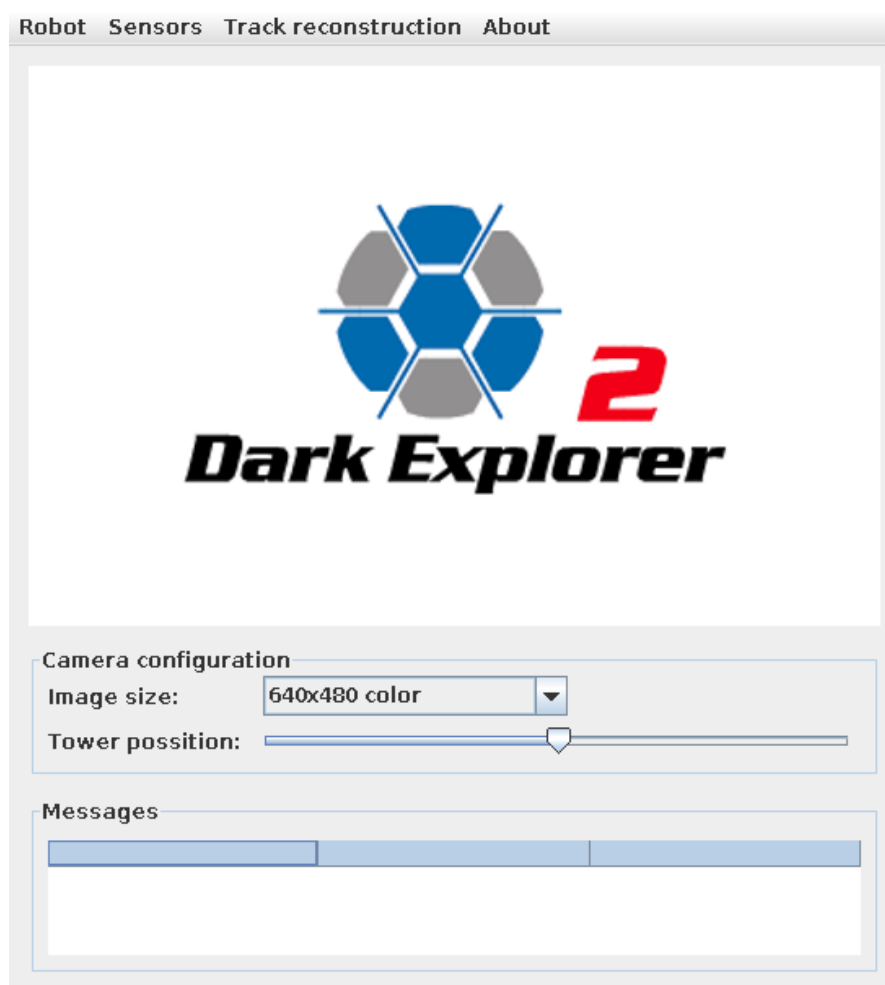 Robot Sensors Track reconstruction About
2
Dark Explorer
Camera configuration
Image size: 640x480 color
Tower possition:
Messages